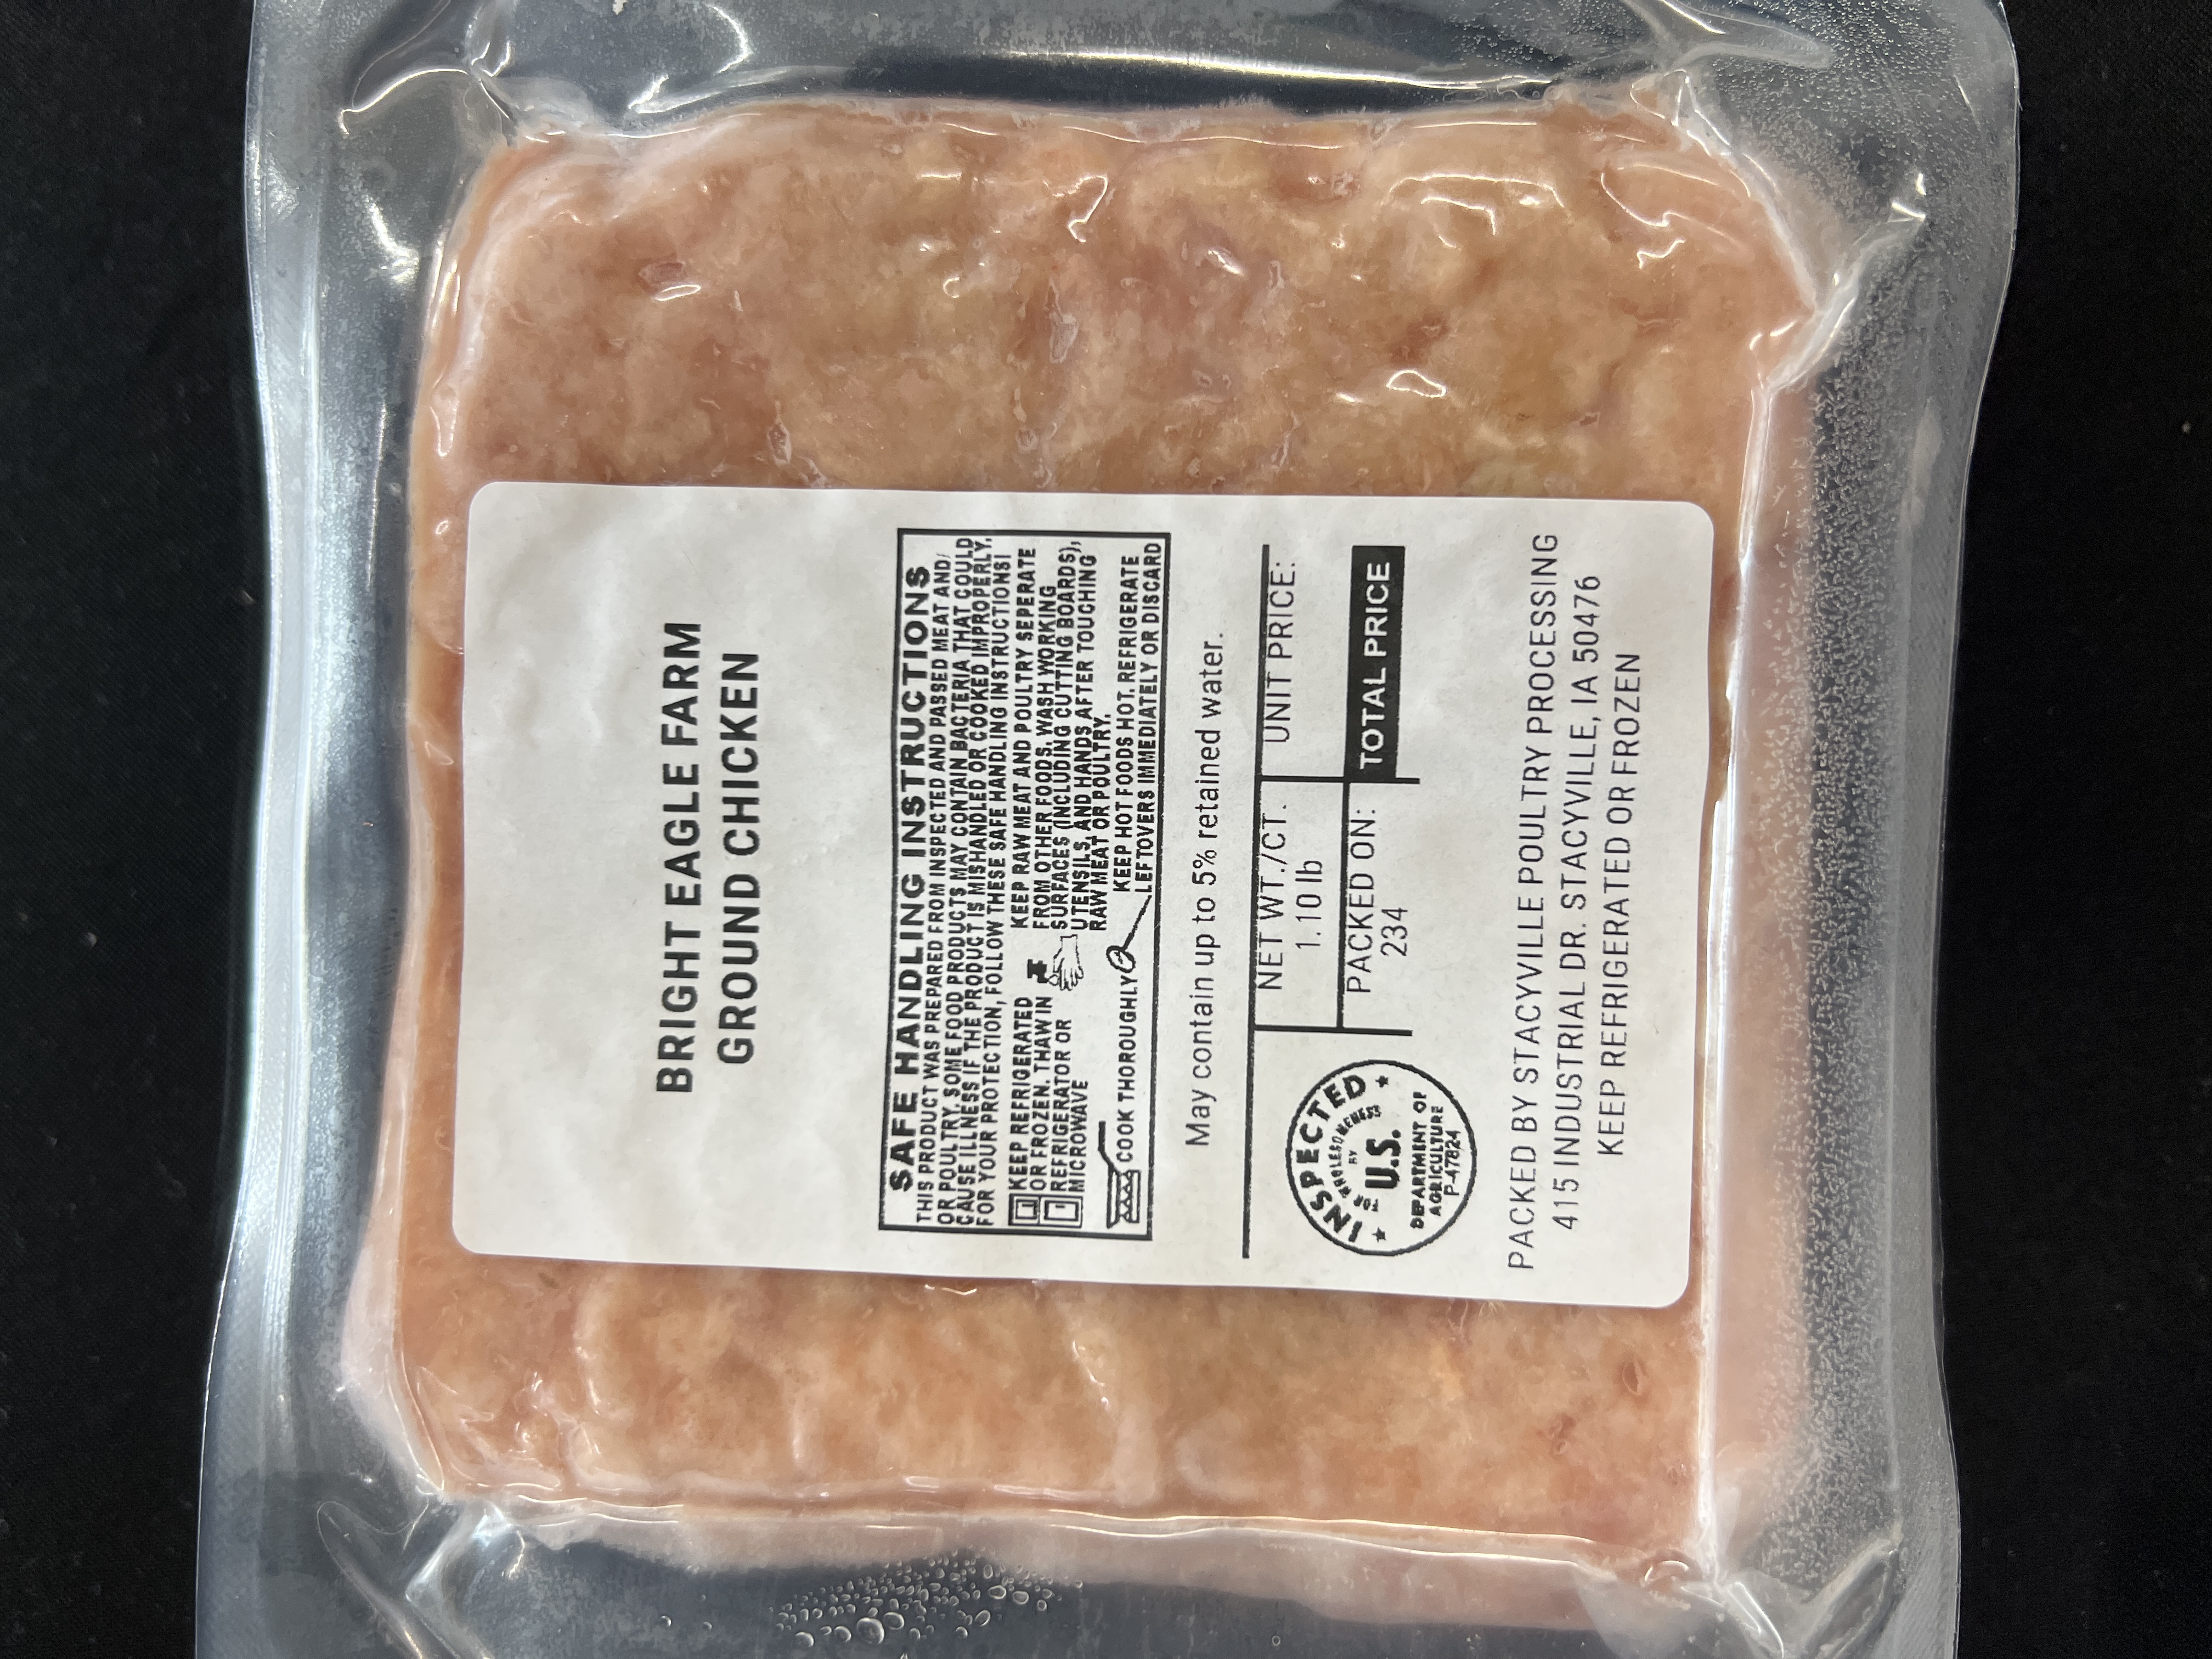 BRIGHT EAGLE FARM
GROUND CHICKEN
SAFE HANDLING INSTRUCTIONS
THIS PRODUCT WAS PREPARED FROM INSPECTED AND PASSED MEAT AND/
OR POULTRY. SOME FOOD PRODUCTS MAY CONTAIN BACTERIA THAT COULD
CAUSE ILLNESS IF THE PRODUCT IS MISHANDLED OR COOKED IMPROPERLY.
FOR YOUR PROTECTION, FOLLOW THESE SAFE HANDLING INSTRUCTIONS!
KEEP REFRIGERATED
OR FROZEN. THAW IN
REFRIGERATOR OR
MICROWAVE
KEEP RAW MEAT AND POULTRY SEPERATE
FROM OTHER FOODS. WASH WORKING
SURFACES (INCLUDING CUTTING BOARDS),
UTENSILS, AND HANDS AFTER TOUCHING
RAW MEAT OR POULTRY.
COOK THOROUGHLY
KEEP HOT FOODS HOT. REFRIGERATE
LEFTOVERS IMMEDIATELY OR DISCARD
May contain up to 5% retained water.
NET WT./CT.
1.10 lb
UNIT PRICE:
PACKED ON:
234
TOTAL PRICE
INSPECTED
WHOLESOMENESS
BY
U.S.
DEPARTMENT OF
AGRICULTURE
P-47824
PACKED BY STACYVILLE POULTRY PROCESSING
415 INDUSTRIAL DR. STACYVILLE, IA 50476
KEEP REFRIGERATED OR FROZEN